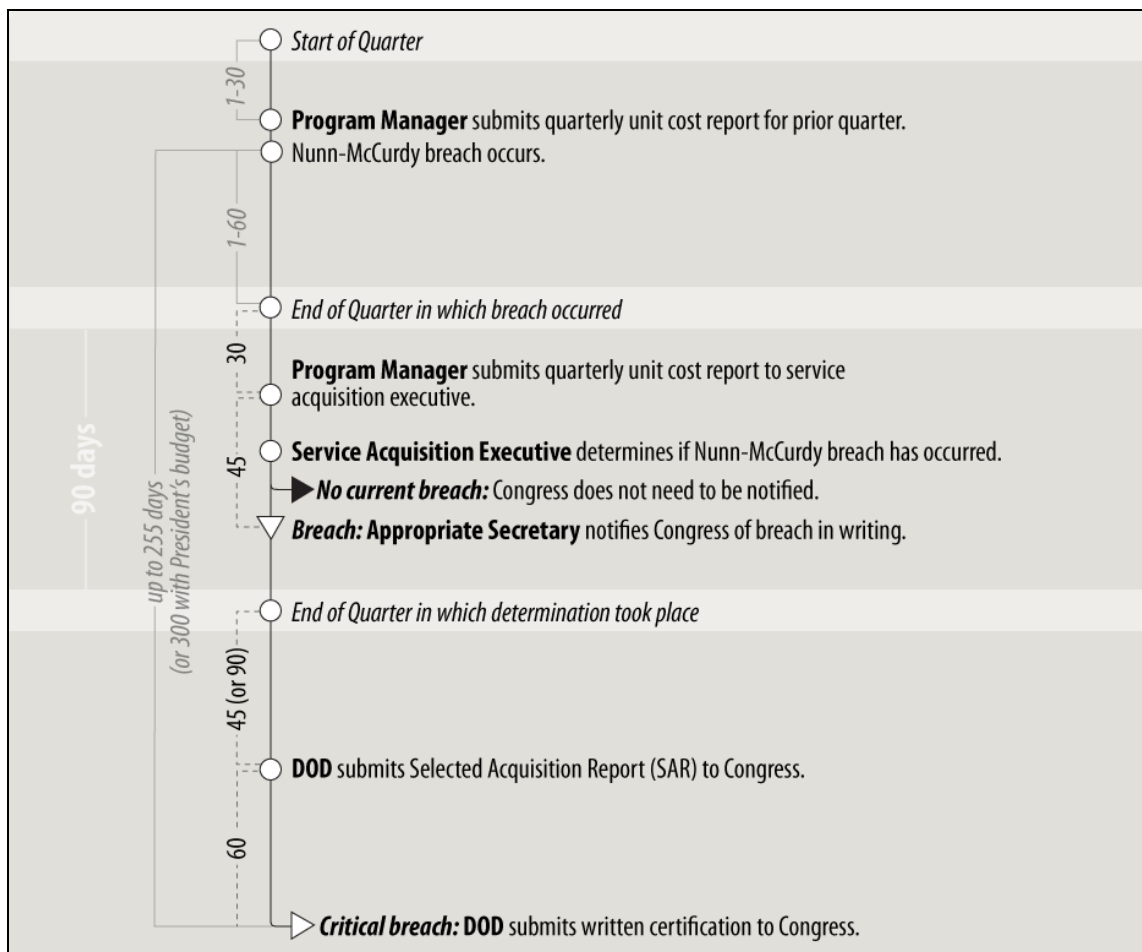 Start of Quarter
1-30
Program Manager submits quarterly unit cost report for prior quarter.
Nunn-McCurdy breach occurs.
1-60
End of Quarter in which breach occurred
30
Program Manager submits quarterly unit cost report to service
acquisition executive.
90 days
up to 255 days
(or 300 with President's budget)
45
Service Acquisition Executive determines if Nunn-McCurdy breach has occurred.
No current breach: Congress does not need to be notified.
Breach: Appropriate Secretary notifies Congress of breach in writing.
End of Quarter in which determination took place
45 (or 90)
DOD submits Selected Acquisition Report (SAR) to Congress.
60
Critical breach: DOD submits written certification to Congress.